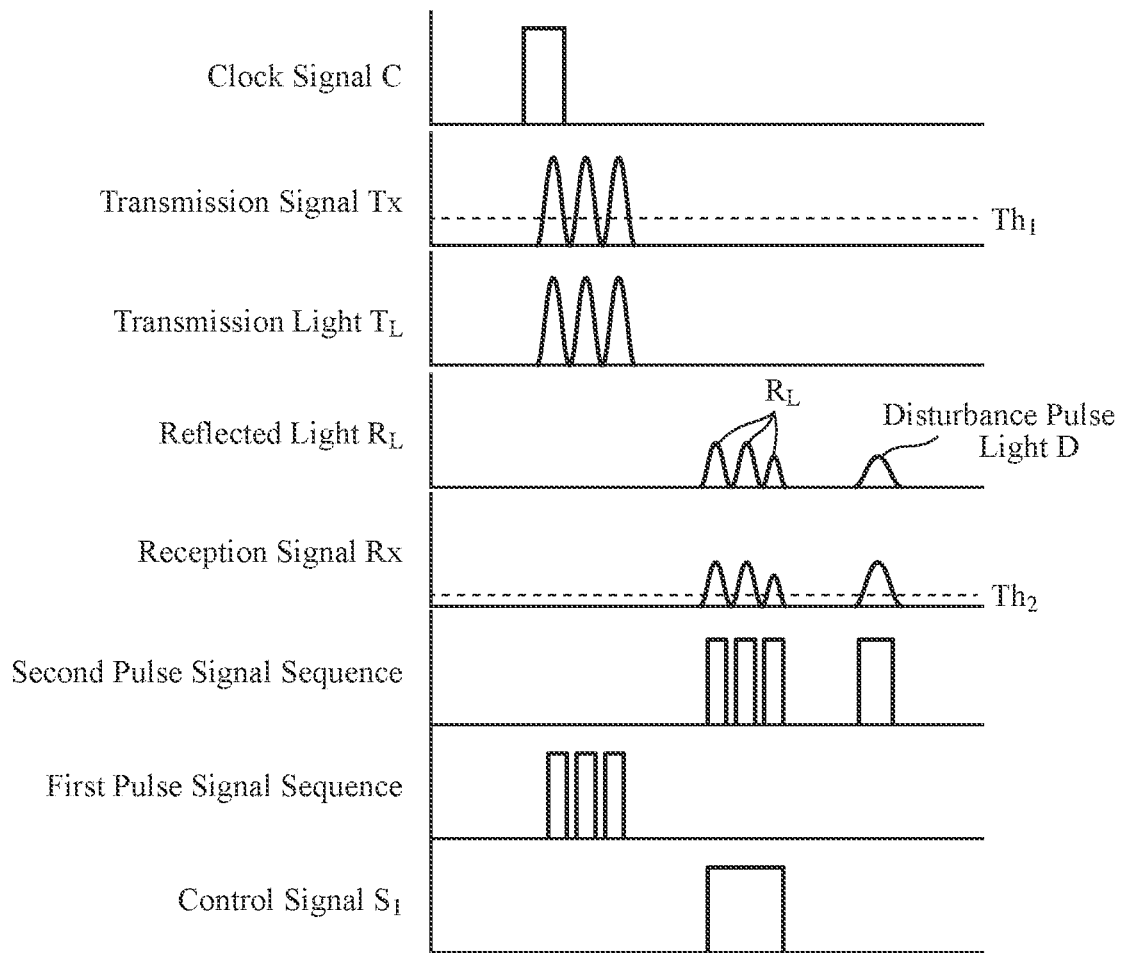 Clock Signal C
Transmission Signal Tx
Th1
Transmission Light TL
RL
Disturbance Pulse
Light D
Reflected Light RL
Reception Signal Rx
Th2
Second Pulse Signal Sequence
First Pulse Signal Sequence
Control Signal S1